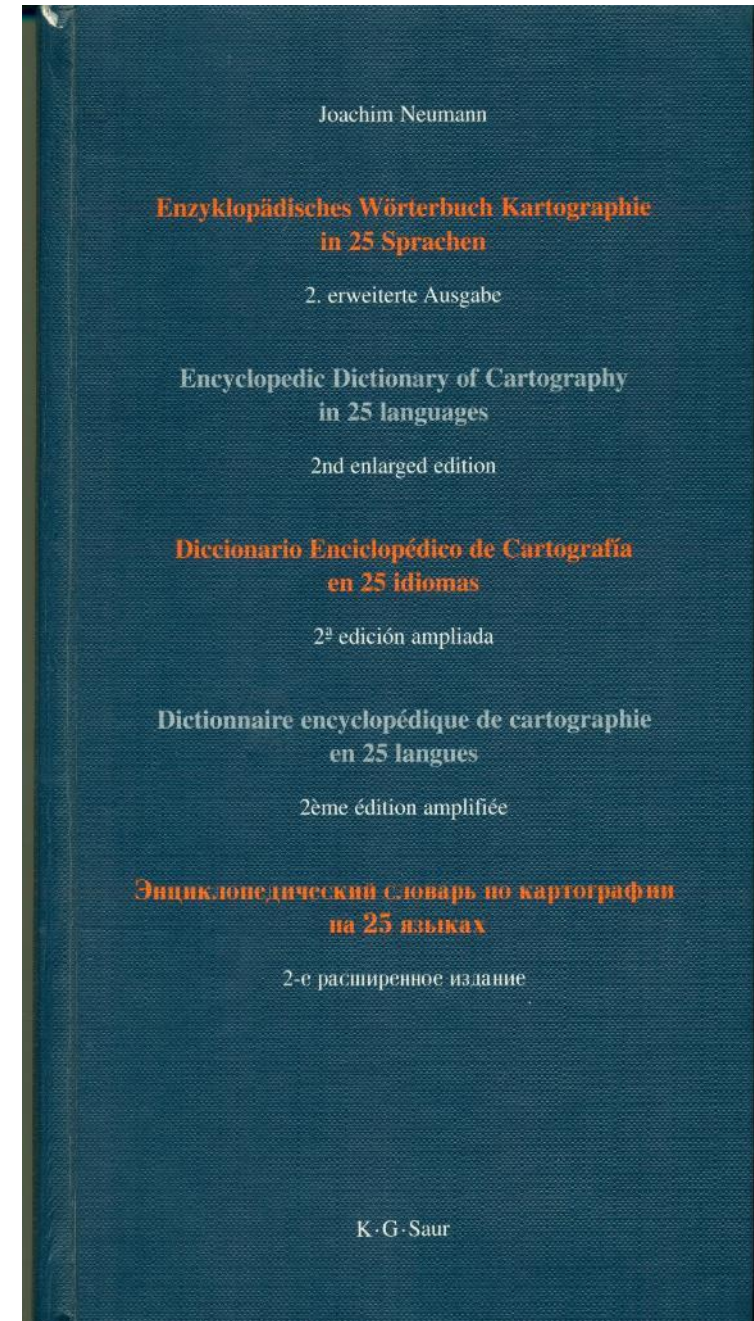 Joachim Neumann
Enzyklopädisches Wörterbuch Kartographie
in 25 Sprachen
2. erweiterte Ausgabe
Encyclopedic Dictionary of Cartography
in 25 languages
2nd enlarged edition
Diccionario Enciclopédico de Cartografía
en 25 idiomas
2ª edición ampliada
Dictionnaire encyclopédique de cartographie
en 25 langues
2ème édition amplifiée
Энциклопедический словарь по картографии
на 25 языках
2-е расширенное издание
K·G·Saur